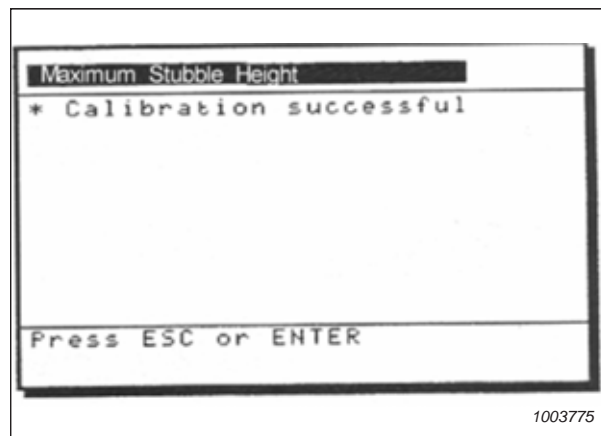 Maximum Stubble Height
* Calibration successful
Press ESC or ENTER
1003775